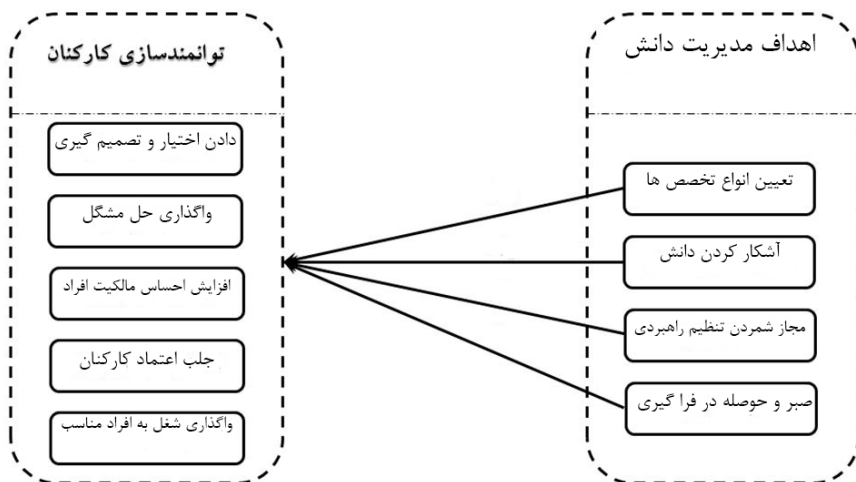 اهداف مدیریت دانش
تعیین انواع تخصص ها
آشکار کردن دانش
مجاز شمردن تنظیم راهبردی
صبر و حوصله در فرا گیری
توانمندسازی کارکنان
دادن اختیار و تصمیم گیری
واگذاری حل مشگل
افزایش احساس مالکیت افراد
جلب اعتماد کارکنان
واگذاری شغل به افراد مناسب